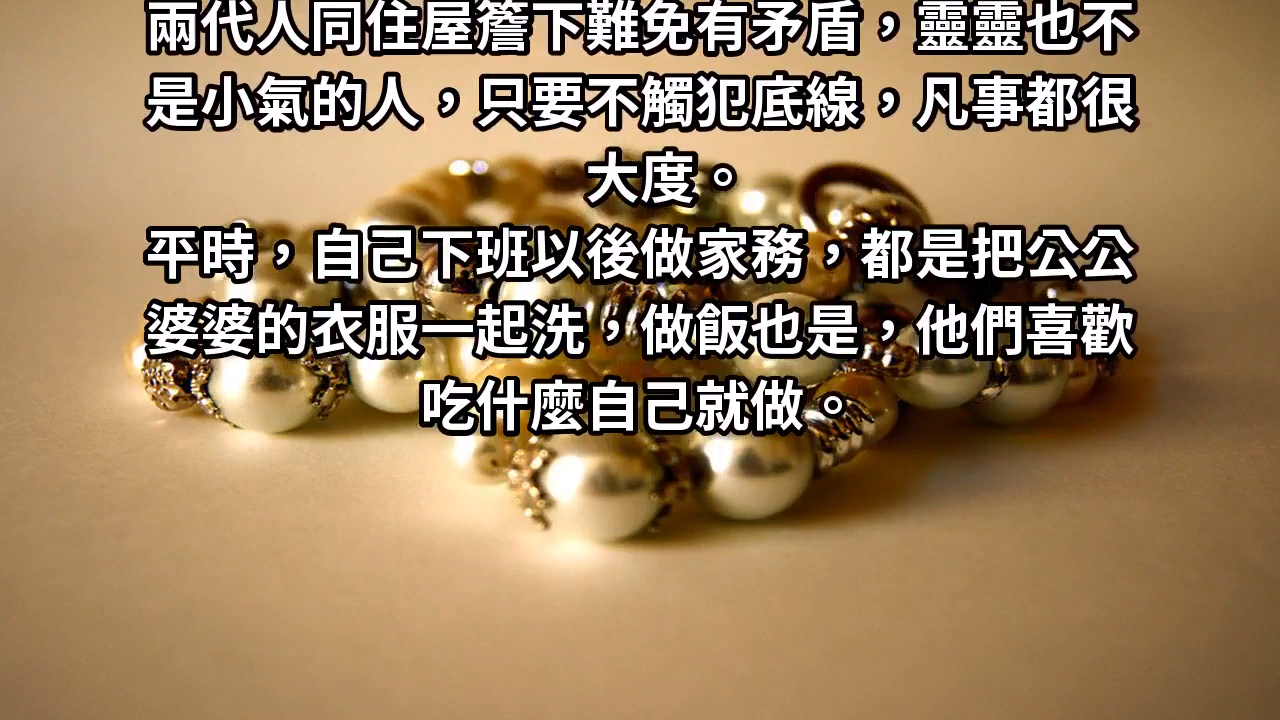 兩代人同住屋簷下難免有矛盾，靈靈也不
是小氣的人，只要不觸犯底線，凡事都很
大度。
平時，自己下班以後做家務，都是把公公
婆婆的衣服一起洗，做飯也是，他們喜歡
吃什麼自己就做。